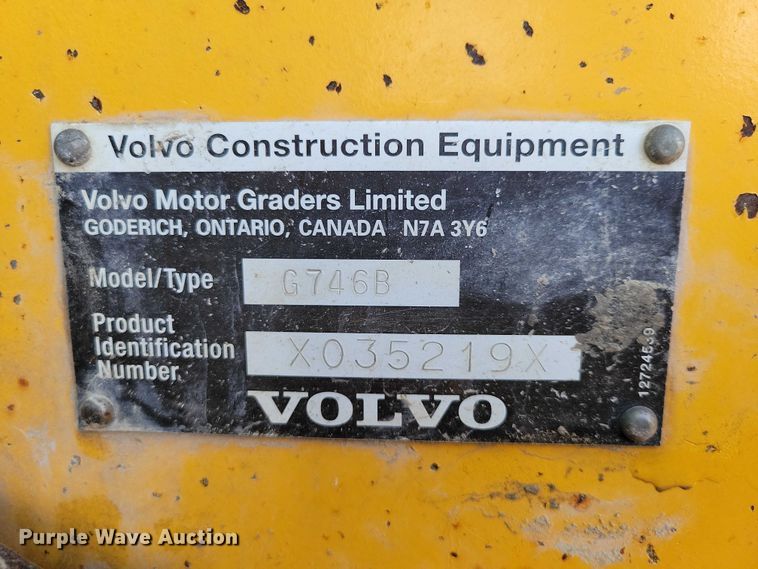 Volvo Construction Equipment
Volvo Motor Graders Limited
GODERICH, ONTARIO, CANADA N7A 3Y6
Model/Type G746B
Product
Identification
Number X035219X
VOLVO
Purple Wave Auction